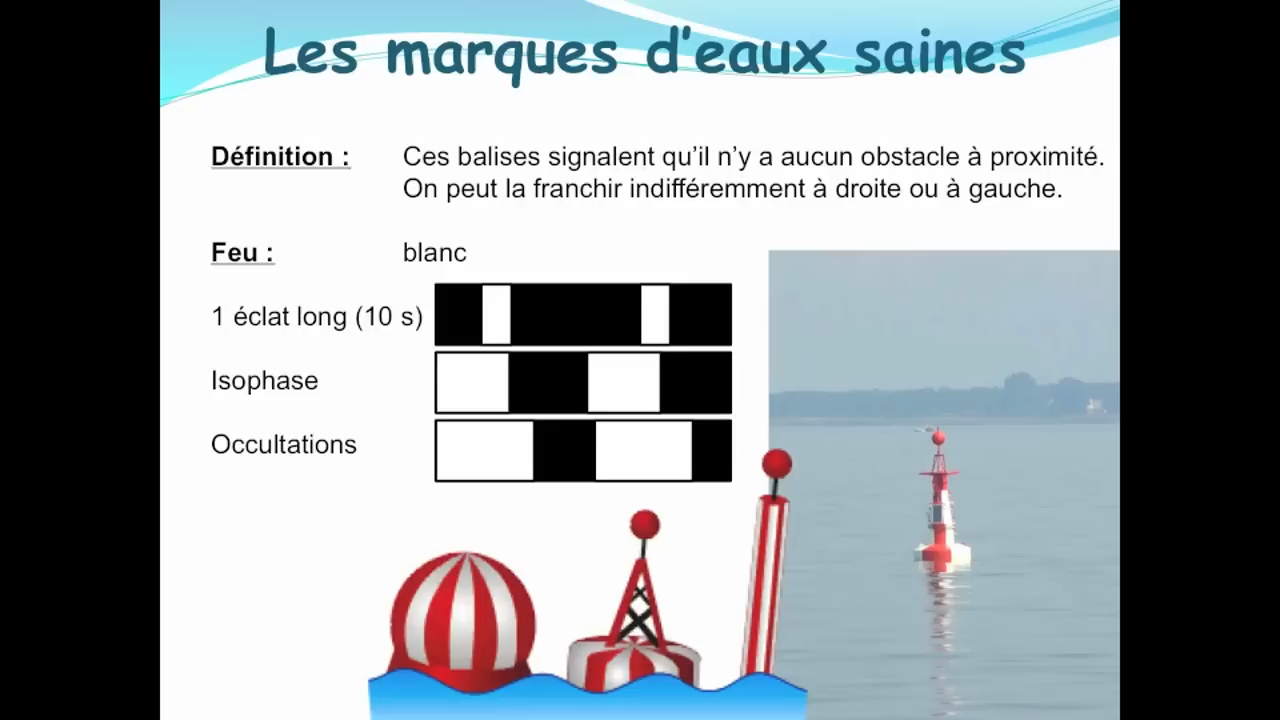 Les marques d'eaux saines
Définition : Ces balises signalent qu'il n'y a aucun obstacle à proximité.
On peut la franchir indifféremment à droite ou à gauche.
Feu : blanc
1 éclat long (10 s)
Isophase
Occultations